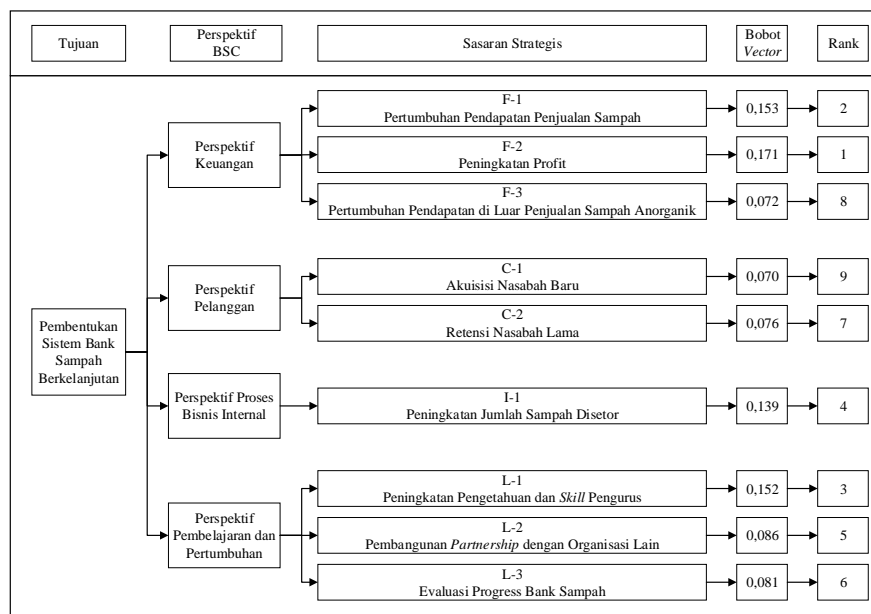 Tujuan
Perspektif
BSC
Sasaran Strategis
Bobot
Vector
Rank
F-1
Pertumbuhan Pendapatan Penjualan Sampah
0,153
2
Perspektif
Keuangan
F-2
Peningkatan Profit
0,171
1
F-3
Pertumbuhan Pendapatan di Luar Penjualan Sampah Anorganik
0,072
8
Perspektif
Pelanggan
C-1
Akuisisi Nasabah Baru
0,070
9
C-2
Retensi Nasabah Lama
0,076
7
Pembentukan
Sistem Bank
Sampah
Berkelanjutan
Perspektif Proses
Bisnis Internal
I-1
Peningkatan Jumlah Sampah Disetor
0,139
4
Perspektif
Pembelajaran dan
Pertumbuhan
L-1
Peningkatan Pengetahuan dan Skill Pengurus
0,152
3
L-2
Pembangunan Partnership dengan Organisasi Lain
0,086
5
L-3
Evaluasi Progress Bank Sampah
0,081
6